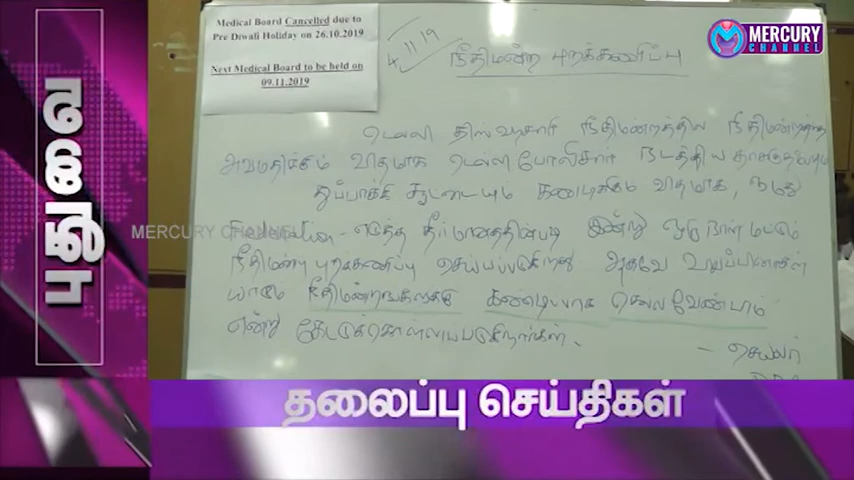 Medical Board Cancelled due to
Pre Diwali Holiday on 26.10.2019
Next Medical Board to be held on
09.11.2019
4/11/19
MERCURY
CHANNEL
நீதிமன்ற புறக்கணிப்பு
டெல்லி திஸ் ஹசாரி நீதிமன்றத்தில் நீதிமன்றத்தை
அவமதிக்கும் விதமாக டெல்லி போலிசார் நடத்திய தாக்குதலையும்
துப்பாக்கி சூட்டையும் கண்டிக்கும் விதமாக, நமது
எடுத்த தீர்மானத்தின்படி இன்று ஒரு நாள் மட்டும்
நீதிமன்ற புறக்கணிப்பு செய்யப்படுகிறது ஆகவே வழக்கறிஞர்கள்
யாரும் நீதிமன்றங்களுக்கு கண்டிப்பாக செல்ல வேண்டாம்
என்று கேட்டுக்கொள்ளப்படுகிறார்கள்.
- செயலர்
MERCURY CHANNEL
புதுவை
தலைப்பு செய்திகள்